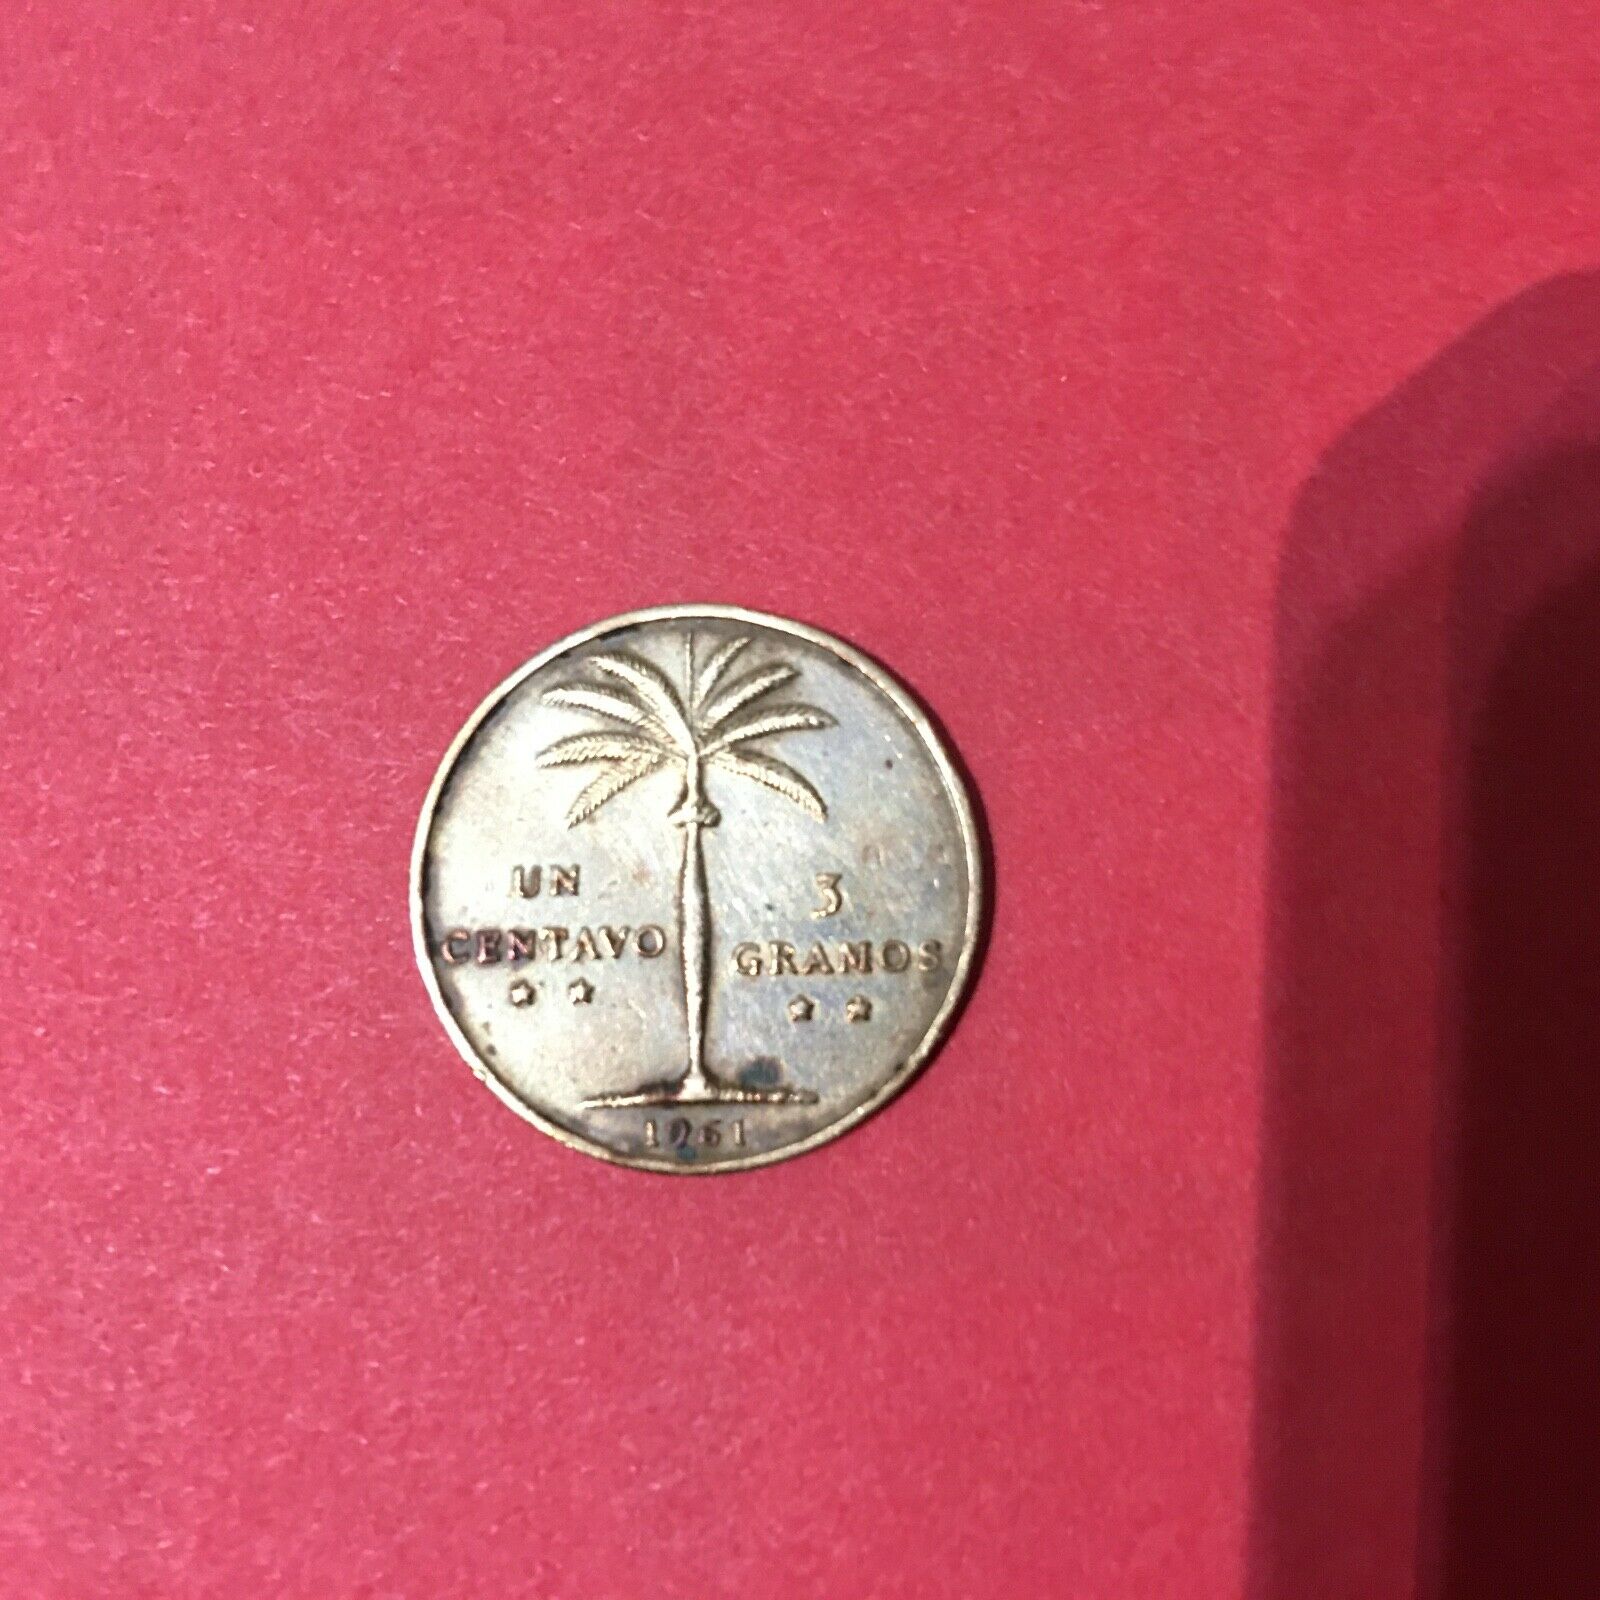 UN
CENTAVO
3
GRAMOS
1961